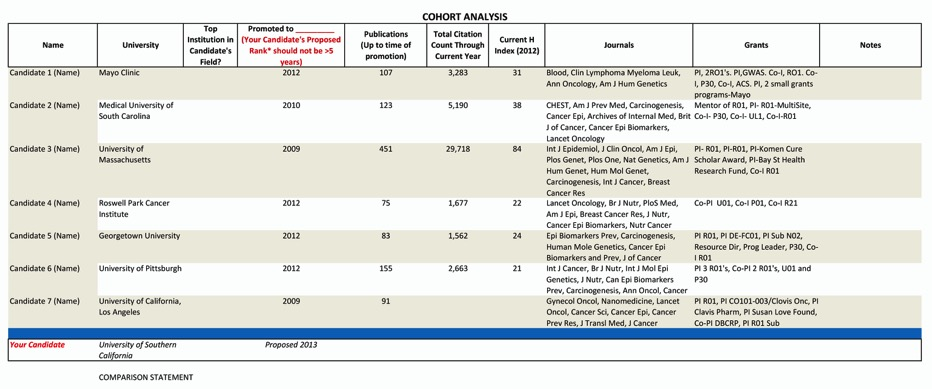 COHORT ANALYSIS
Name University Top Institution in Candidate's Field? Promoted to ________ (Your Candidate's Proposed Rank* should not be >5 years) Publications (Up to time of promotion) Total Citation Count Through Current Year Current H Index (2012) Journals Grants Notes
Candidate 1 (Name) Mayo Clinic 2012 107 3,283 31 Blood, Clin Lymphoma Myeloma Leuk, PI, 2RO1's. PI,GWAS. Co-I, RO1. Co-
Ann Oncology, Am J Hum Genetics I, P30, Co-I, ACS. PI, 2 small grants
programs-Mayo
Candidate 2 (Name) Medical University of 2010 123 5,190 38 CHEST, Am J Prev Med, Carcinogenesis, Mentor of R01, PI- R01-MultiSite,
South Carolina Cancer Epi, Archives of Internal Med, Brit Co-I- P30, Co-I- UL1, Co-I-R01
J of Cancer, Cancer Epi Biomarkers,
Lancet Oncology
Candidate 3 (Name) University of 2009 451 29,718 84 Int J Epidemiol, J Clin Oncol, Am J Epi, PI- R01, PI-R01, PI-Komen Cure
Massachusetts Plos Genet, Plos One, Nat Genetics, Am J Scholar Award, PI-Bay St Health
Hum Genet, Hum Mol Genet, Research Fund, Co-I R01
Carcinogenesis, Int J Cancer, Breast
Cancer Res
Candidate 4 (Name) Roswell Park Cancer 2012 75 1,677 22 Lancet Oncology, Br J Nutr, PloS Med, Co-PI U01, Co-I P01, Co-I R21
Institute Am J Epi, Breast Cancer Res, J Nutr,
Cancer Epi Biomarkers, Nutr Cancer
Candidate 5 (Name) Georgetown University 2012 83 1,562 24 Epi Biomarkers Prev, Carcinogenesis, PI R01, PI DE-FC01, PI Sub N02,
Human Mole Genetics, Cancer Epi Resource Dir, Prog Leader, P30, Co-
Biomarkers and Prev, J of Cancer I R01
Candidate 6 (Name) University of Pittsburgh 2012 155 2,663 21 Int J Cancer, Br J Nutr, Int J Mol Epi PI 3 R01's, Co-PI 2 R01's, U01 and
Genetics, J Nutr, Can Epi Biomarkers P30
Prev, Carcinogenesis, Ann Oncol, Cancer
Candidate 7 (Name) University of California, 2009 91 Gynecol Oncol, Nanomedicine, Lancet PI R01, PI CO101-003/Clovis Onc, PI
Los Angeles Oncol, Cancer Sci, Cancer Epi, Cancer Clavis Pharm, PI Susan Love Found,
Prev Res, J Transl Med, J Cancer Co-PI DBCRP, PI R01 Sub
Your Candidate University of Southern Proposed 2013
California
COMPARISON STATEMENT